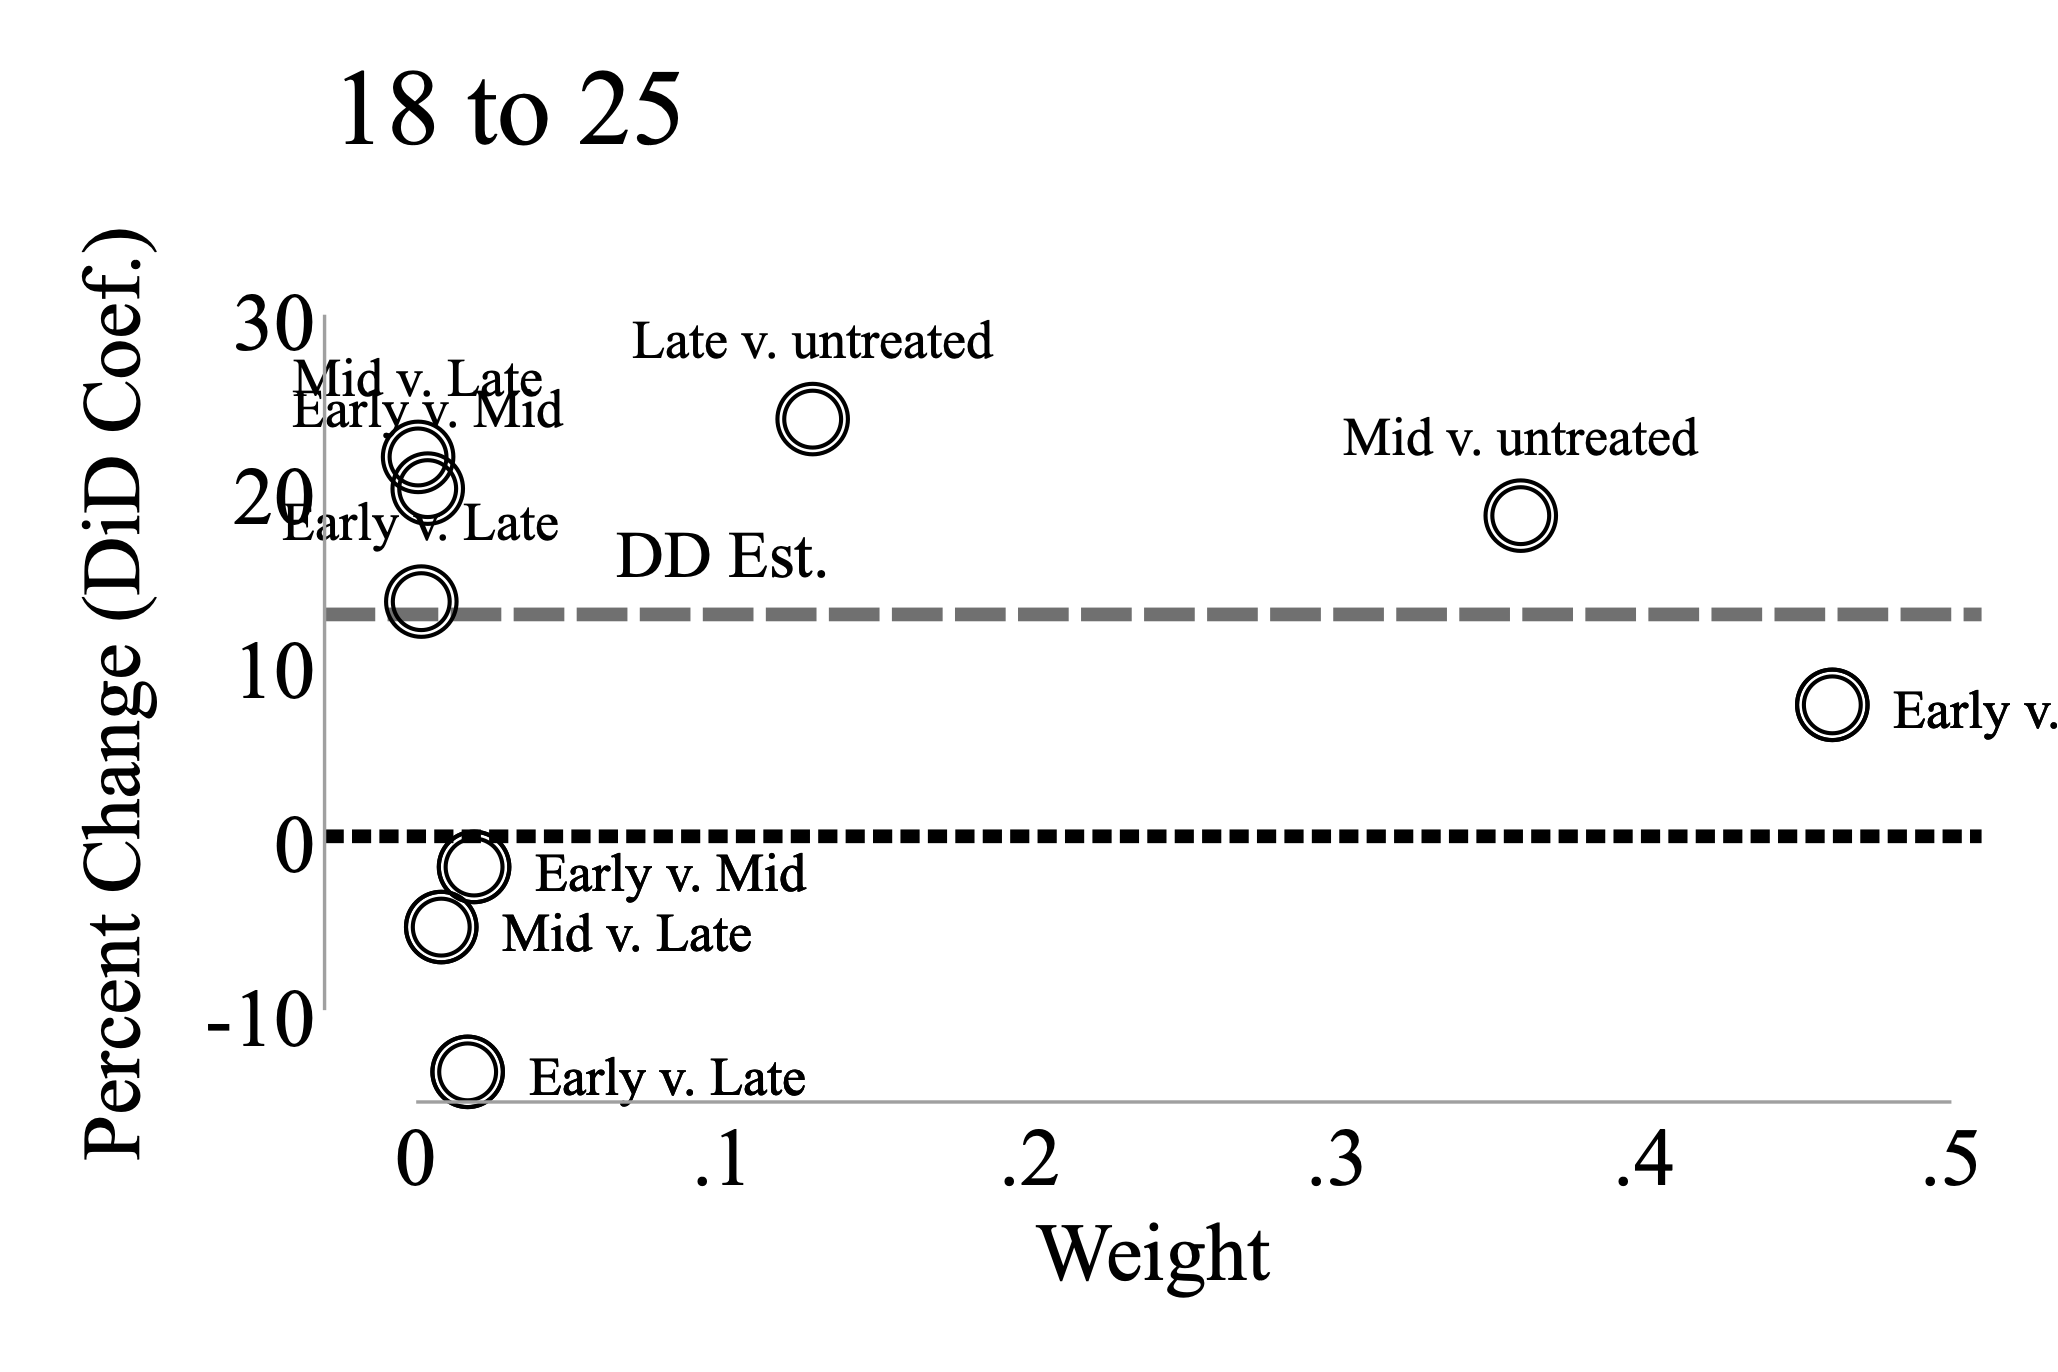 18 to 25
Percent Change (DiD Coef.)
30
20
10
0
-10
Late v. untreated
Mid v. Late
Early v. Mid
Mid v. untreated
Early v. Late
DD Est.
Early v.
Early v. Mid
Mid v. Late
Early v. Late
0 .1 .2 .3 .4 .5
Weight